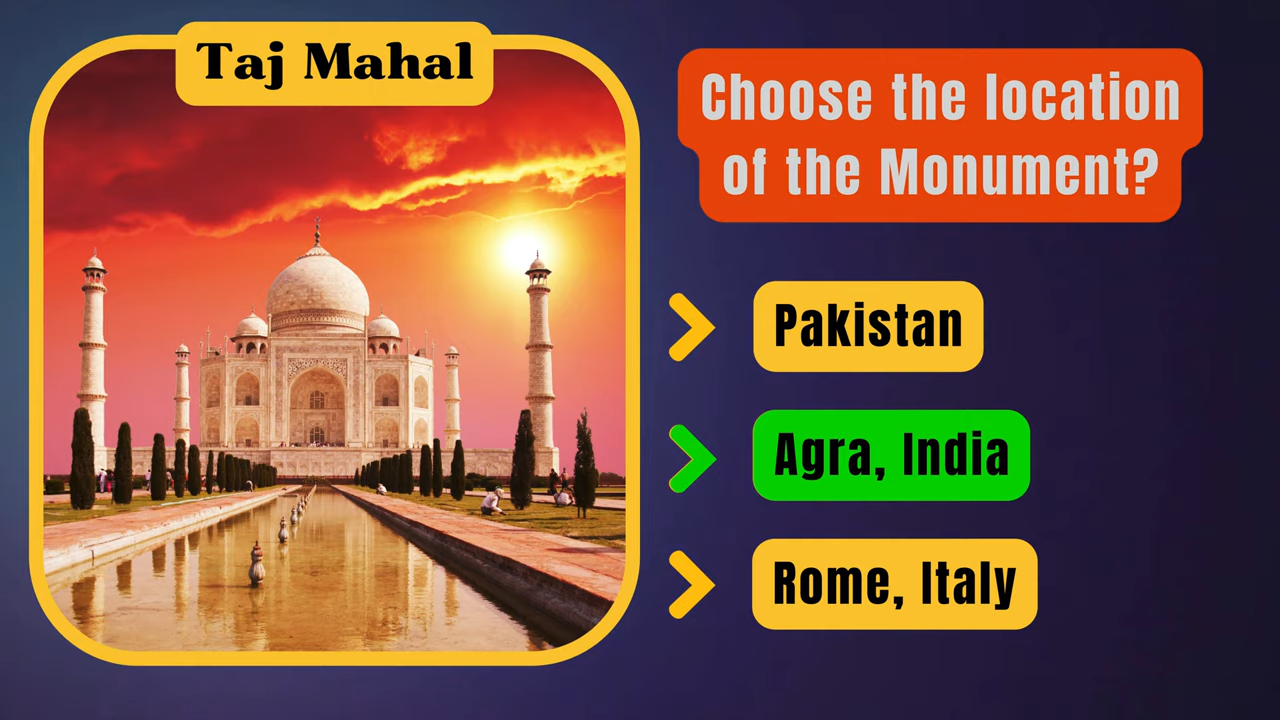 Taj Mahal
Choose the location
of the Monument?
Pakistan
Agra, India
Rome, Italy